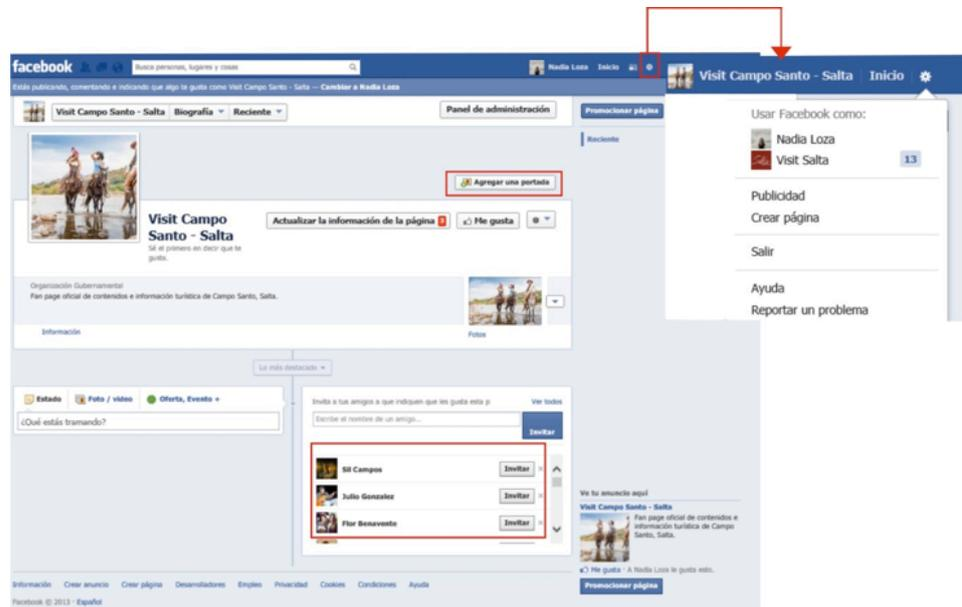 facebook
Busca personas, lugares y cosas
Nadia Loza Inicio
Estás publicando, comentando e indicando que algo te gusta como Visit Campo Santo - Salta — Cambiar a Nadia Loza
Visit Campo Santo - Salta Biografía Reciente
Panel de administración
Promocionar página
Reciente
Agregar una portada
Visit Campo
Santo - Salta
Sé el primero en decir que te
gusta.
Actualizar la información de la página 3
Me gusta
Organización Gubernamental
Fan page oficial de contenidos e información turística de Campo Santo, Salta.
Información
Fotos
Lo más destacado
Estado Foto / video Oferta, Evento +
¿Qué estás tramando?
Invita a tus amigos a que indiquen que les gusta esta p
Ver todos
Escribe el nombre de un amigo...
Invitar
Sil Campos Invitar
Julio Gonzalez Invitar
Flor Benavente Invitar
Ve tu anuncio aquí
Visit Campo Santo - Salta
Fan page oficial de contenidos e
información turística de Campo
Santo, Salta.
Me gusta · A Nadia Loza le gusta esto.
Promocionar página
Información Crear anuncio Crear página Desarrolladores Empleo Privacidad Cookies Condiciones Ayuda
Facebook © 2013 · Español
Visit Campo Santo - Salta Inicio
Usar Facebook como:
Nadia Loza
Visit Salta 13
Publicidad
Crear página
Salir
Ayuda
Reportar un problema